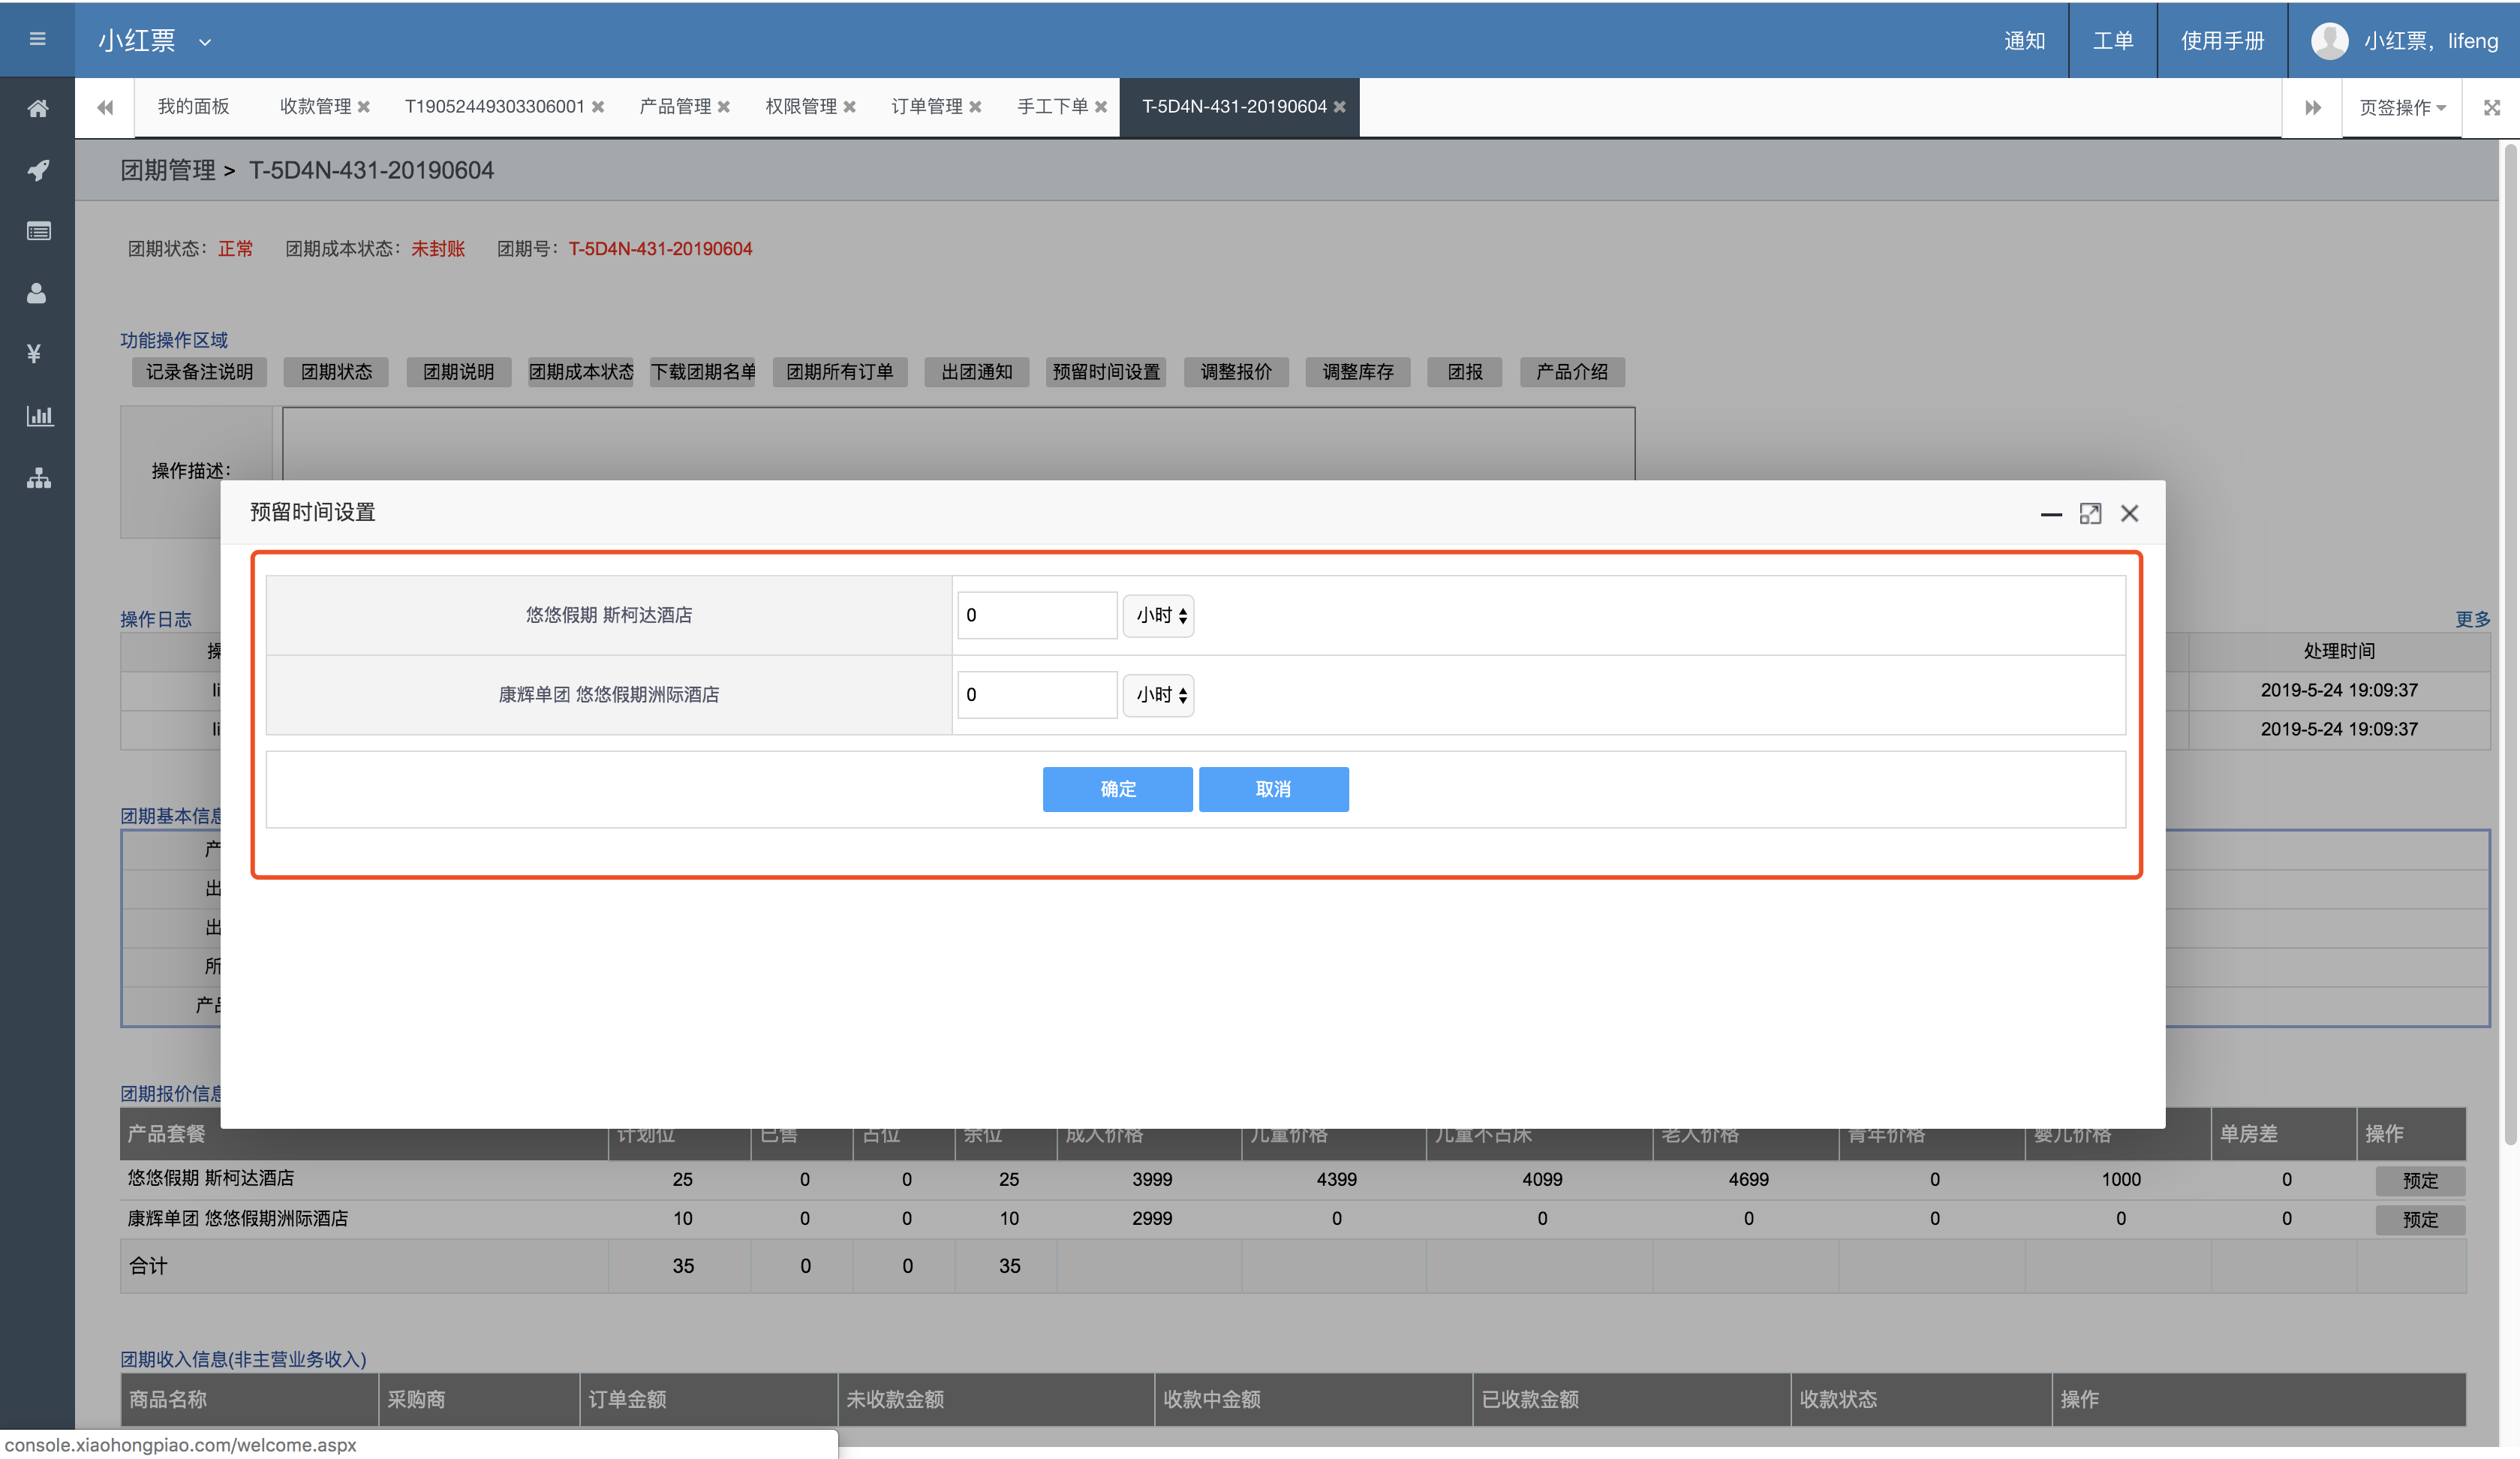 小红票
通知
工单
使用手册
小红票，lifeng
我的面板
收款管理
T19052449303306001
产品管理
权限管理
订单管理
手工下单
T-5D4N-431-20190604
页签操作
团期管理 > T-5D4N-431-20190604
团期状态：正常 团期成本状态：未封账 团期号：T-5D4N-431-20190604
功能操作区域
记录备注说明 团期状态 团期说明 团期成本状态 下载团期名单 团期所有订单 出团通知 预留时间设置 调整报价 调整库存 团报 产品介绍
操作描述：
预留时间设置
悠悠假期 斯柯达酒店 0 小时
康辉单团 悠悠假期洲际酒店 0 小时
确定 取消
操作日志 更多
操 处理时间
li 2019-5-24 19:09:37
li 2019-5-24 19:09:37
团期基本信息
产
出
出
所
产品
团期报价信息
产品套餐 计划位 已售 占位 余位 成人价格 儿童价格 儿童不占床 老人价格 青年价格 婴儿价格 单房差 操作
悠悠假期 斯柯达酒店 25 0 0 25 3999 4399 4099 4699 0 1000 0 预定
康辉单团 悠悠假期洲际酒店 10 0 0 10 2999 0 0 0 0 0 0 预定
合计 35 0 0 35
团期收入信息(非主营业务收入)
商品名称 采购商 订单金额 未收款金额 收款中金额 已收款金额 收款状态 操作
console.xiaohongpiao.com/welcome.aspx